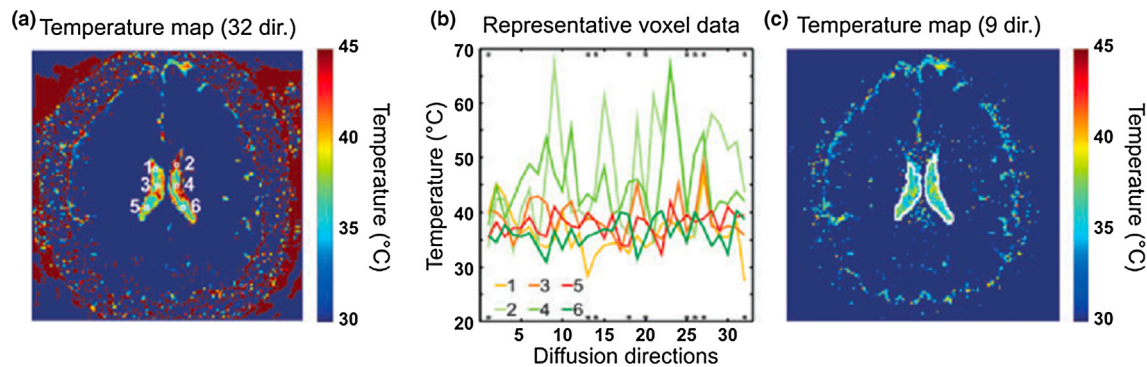 (a) Temperature map (32 dir.)
45
40
35
30
Temperature (°C)
1 2
3 4
5 6
(b) Representative voxel data
Temperature (°C)
70
60
50
40
30
20
1 3 5
2 4 6
5 10 15 20 25 30
Diffusion directions
(c) Temperature map (9 dir.)
45
40
35
30
Temperature (°C)